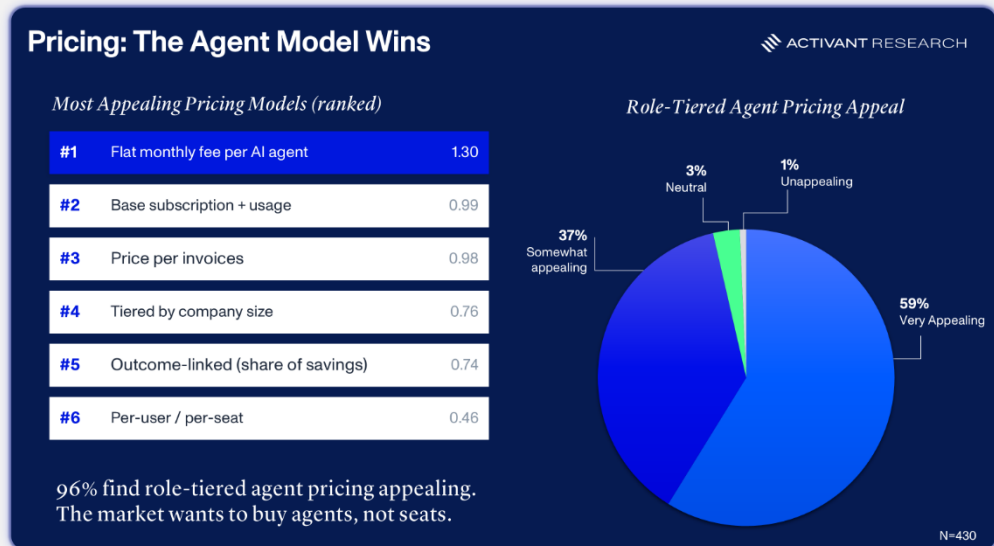 Pricing: The Agent Model Wins
ACTIVANT RESEARCH
Most Appealing Pricing Models (ranked)
#1 Flat monthly fee per AI agent 1.30
#2 Base subscription + usage 0.99
#3 Price per invoices 0.98
#4 Tiered by company size 0.76
#5 Outcome-linked (share of savings) 0.74
#6 Per-user / per-seat 0.46
96% find role-tiered agent pricing appealing.
The market wants to buy agents, not seats.
Role-Tiered Agent Pricing Appeal
1%
Unappealing
3%
Neutral
37%
Somewhat
appealing
59%
Very Appealing
N=430